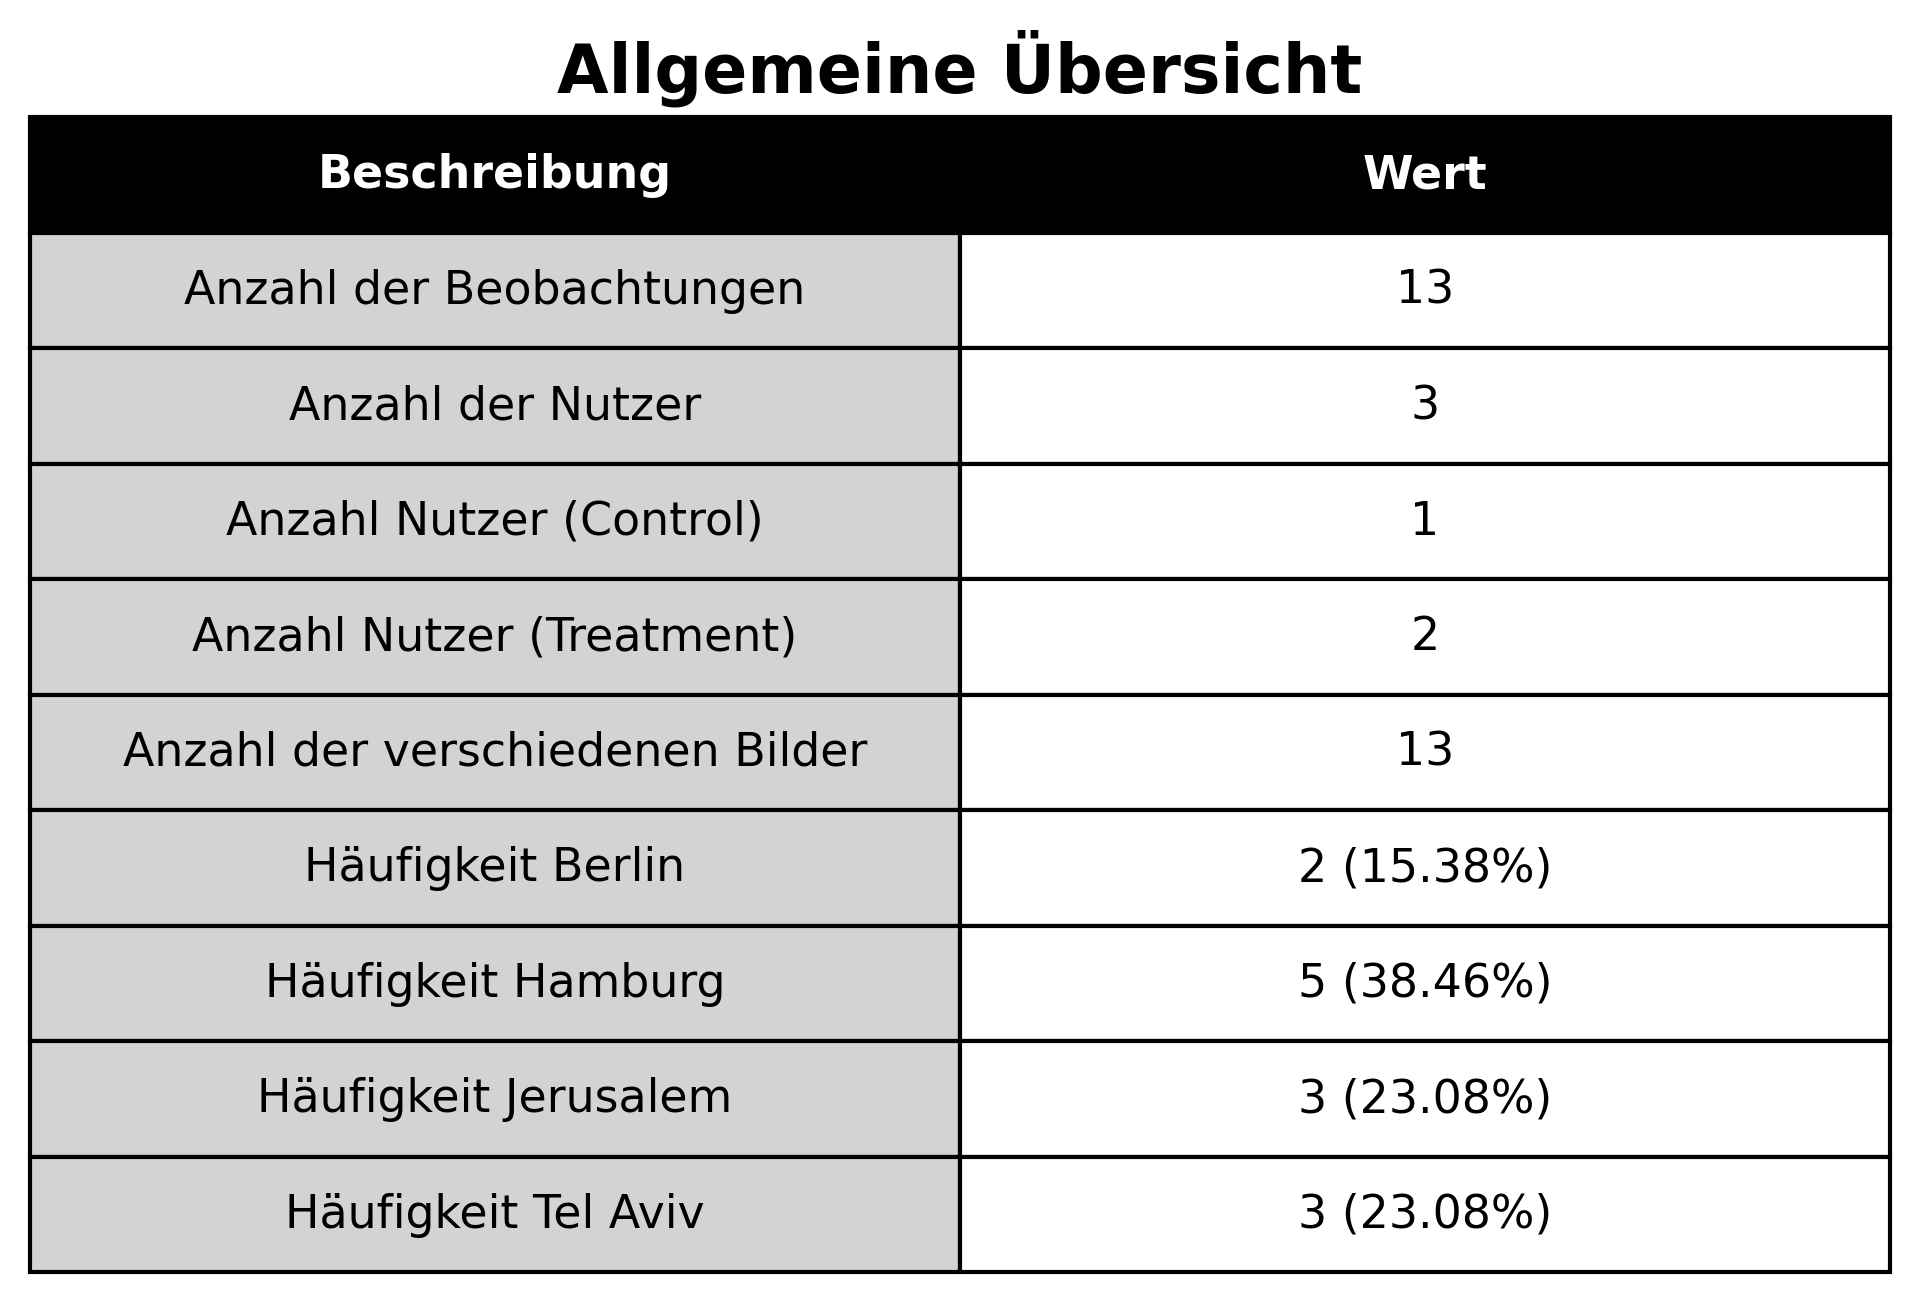 Allgemeine Übersicht
Beschreibung Wert
Anzahl der Beobachtungen 13
Anzahl der Nutzer 3
Anzahl Nutzer (Control) 1
Anzahl Nutzer (Treatment) 2
Anzahl der verschiedenen Bilder 13
Häufigkeit Berlin 2 (15.38%)
Häufigkeit Hamburg 5 (38.46%)
Häufigkeit Jerusalem 3 (23.08%)
Häufigkeit Tel Aviv 3 (23.08%)